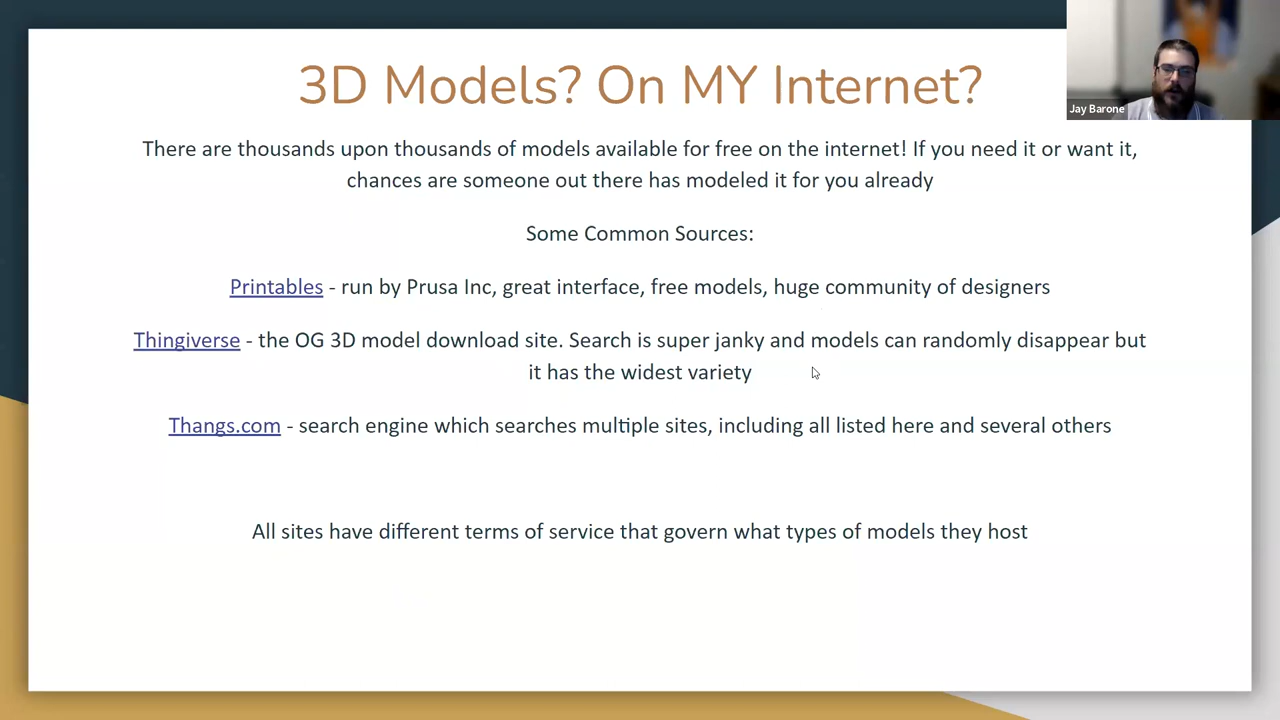 3D Models? On MY Internet?
Jay Barone
There are thousands upon thousands of models available for free on the internet! If you need it or want it,
chances are someone out there has modeled it for you already
Some Common Sources:
Printables - run by Prusa Inc, great interface, free models, huge community of designers
Thingiverse - the OG 3D model download site. Search is super janky and models can randomly disappear but
it has the widest variety
Thangs.com - search engine which searches multiple sites, including all listed here and several others
All sites have different terms of service that govern what types of models they host